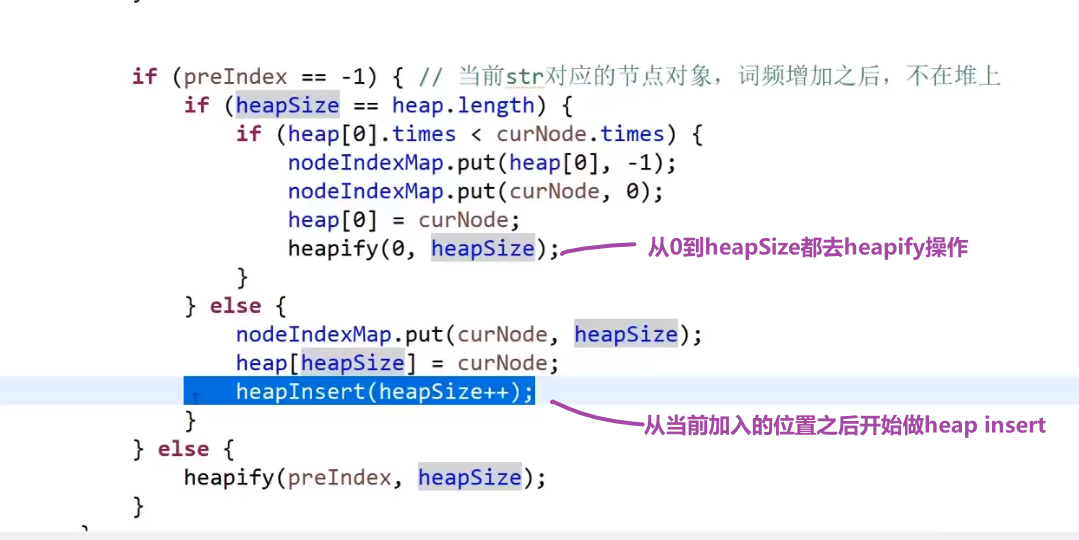 if (preIndex == -1) { // 当前str对应的节点对象，词频增加之后，不在堆上
if (heapSize == heap.length) {
if (heap[0].times < curNode.times) {
nodeIndexMap.put(heap[0], -1);
nodeIndexMap.put(curNode, 0);
heap[0] = curNode;
heapify(0, heapSize);
从0到heapSize都去heapify操作
}
} else {
nodeIndexMap.put(curNode, heapSize);
heap[heapSize] = curNode;
heapInsert(heapSize++);
从当前加入的位置之后开始做heap insert
}
} else {
heapify(preIndex, heapSize);
}